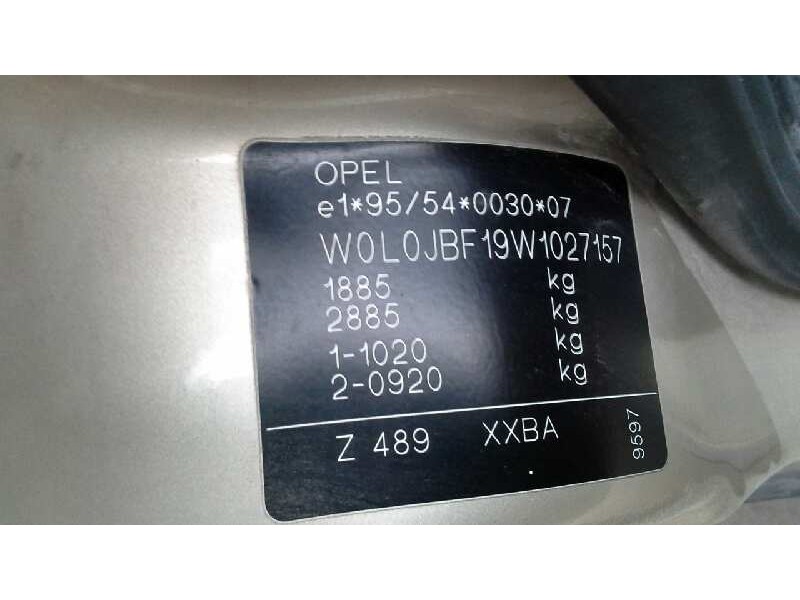 OPEL
e1*95/54*0030*07
W0L0JBF19W1027157
1885 kg
2885 kg
1-1020 kg
2-0920 kg
Z 489 XXBA
9597